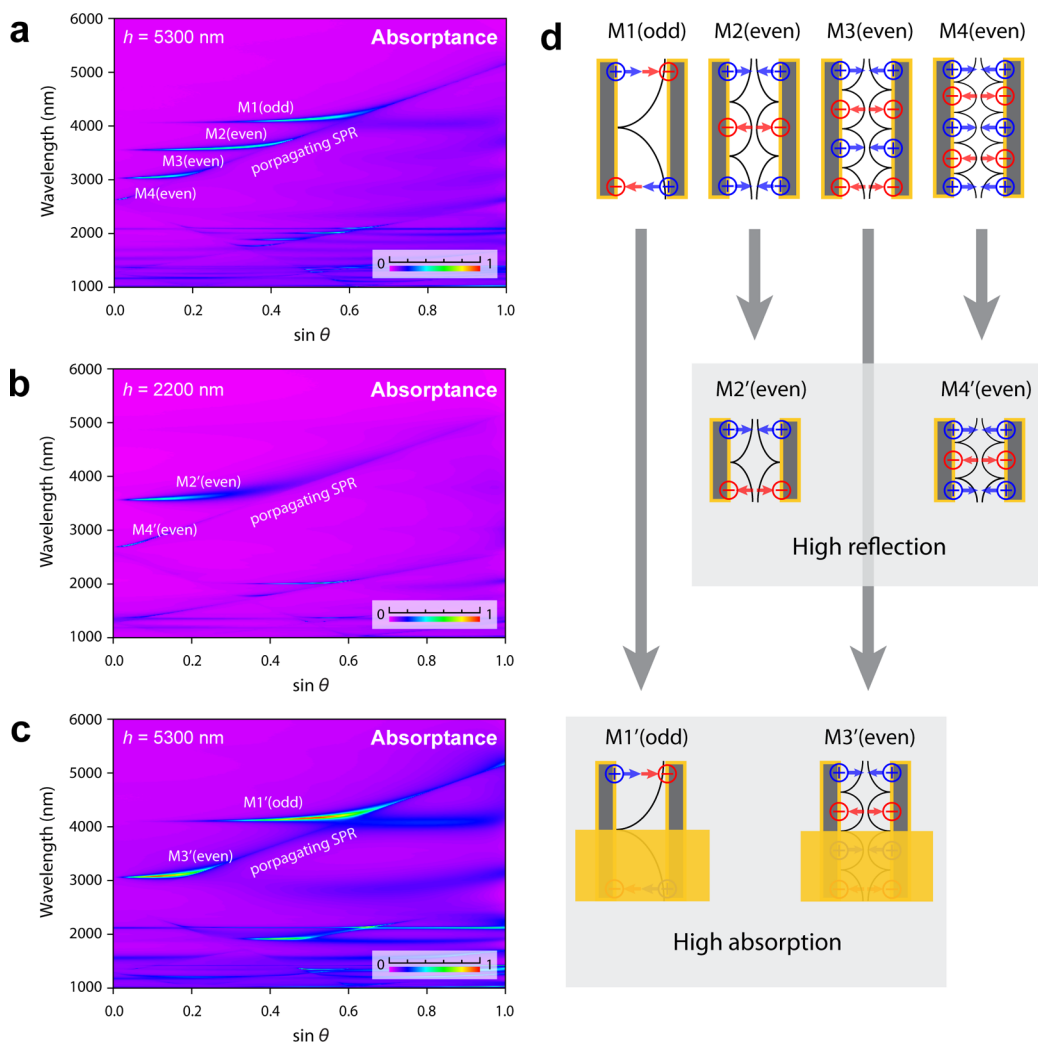 a
h = 5300 nm
Absorptance
6000
5000
4000
3000
2000
1000
Wavelength (nm)
M1(odd)
M2(even)
M3(even)
M4(even)
porpagating SPR
0
1
0.0 0.2 0.4 0.6 0.8 1.0
sin θ
b
h = 2200 nm
Absorptance
6000
5000
4000
3000
2000
1000
Wavelength (nm)
M2'(even)
M4'(even)
porpagating SPR
0
1
0.0 0.2 0.4 0.6 0.8 1.0
sin θ
c
h = 5300 nm
Absorptance
6000
5000
4000
3000
2000
1000
Wavelength (nm)
M1'(odd)
M3'(even)
porpagating SPR
0
1
0.0 0.2 0.4 0.6 0.8 1.0
sin θ
d
M1(odd) M2(even) M3(even) M4(even)
+ − + + + + + +
− − − −
− − + + + +
− − − −
− + + + − − + +
M2'(even) M4'(even)
+ + + +
− −
− − + +
High reflection
M1'(odd) M3'(even)
+ − + +
− −
+ +
− + − −
High absorption